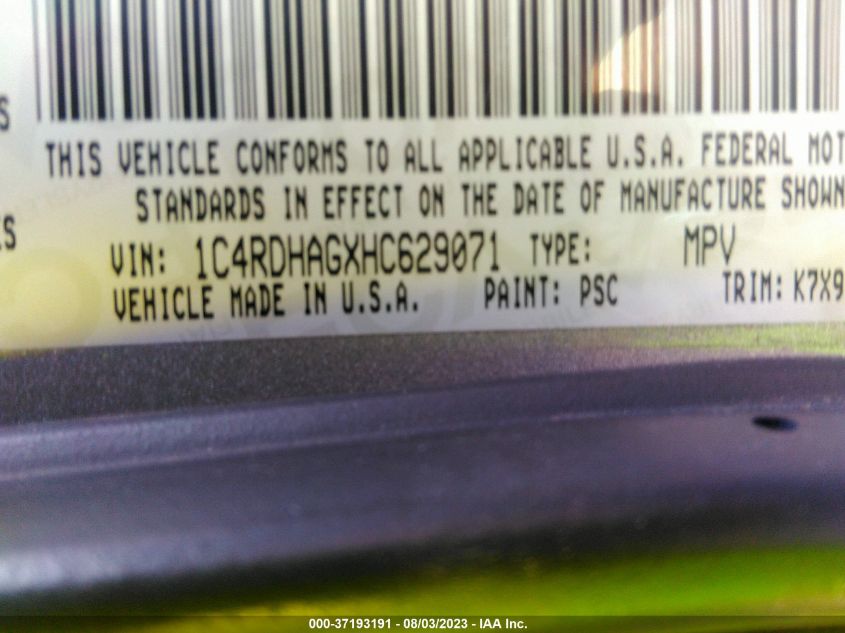 S
THIS VEHICLE CONFORMS TO ALL APPLICABLE U.S.A. FEDERAL MOT
STANDARDS IN EFFECT ON THE DATE OF MANUFACTURE SHOWN
ES
VIN: 1C4RDHAGXHC629071 TYPE: MPV
VEHICLE MADE IN U.S.A. PAINT: PSC TRIM: K7X9
000-37193191 - 08/03/2023 - IAA Inc.